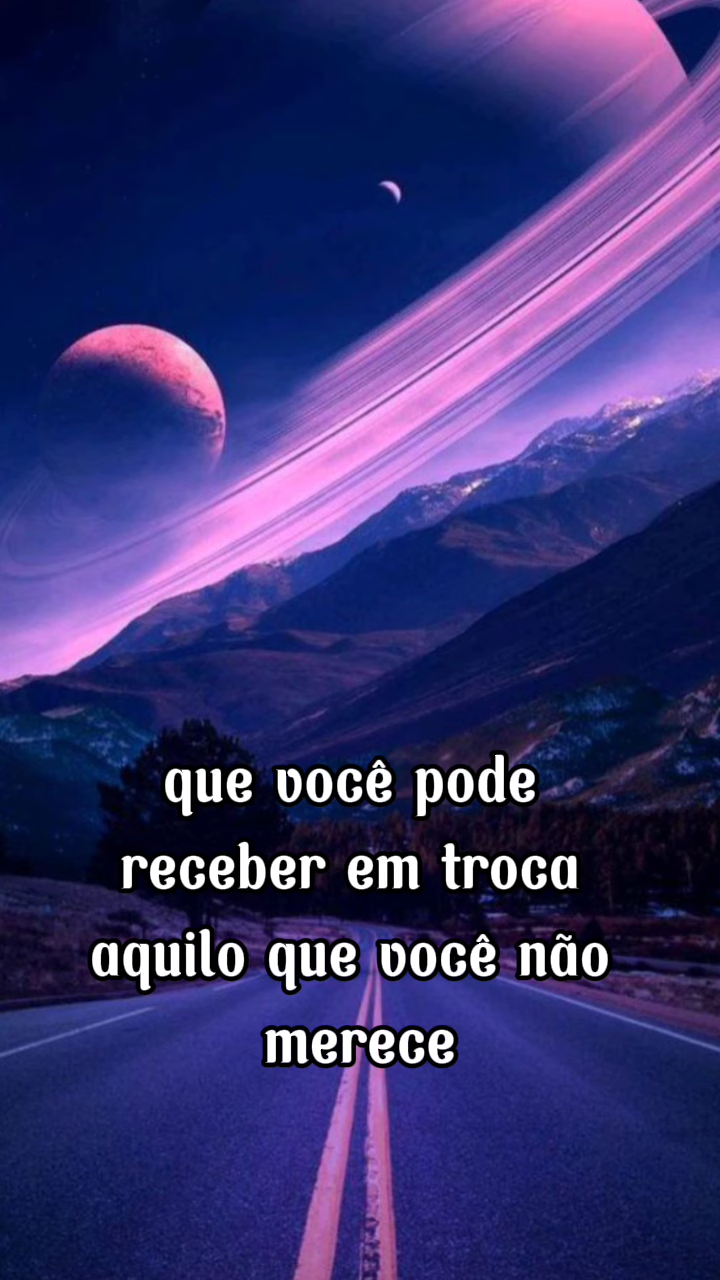 que você pode
receber em troca
aquilo que você não
merece